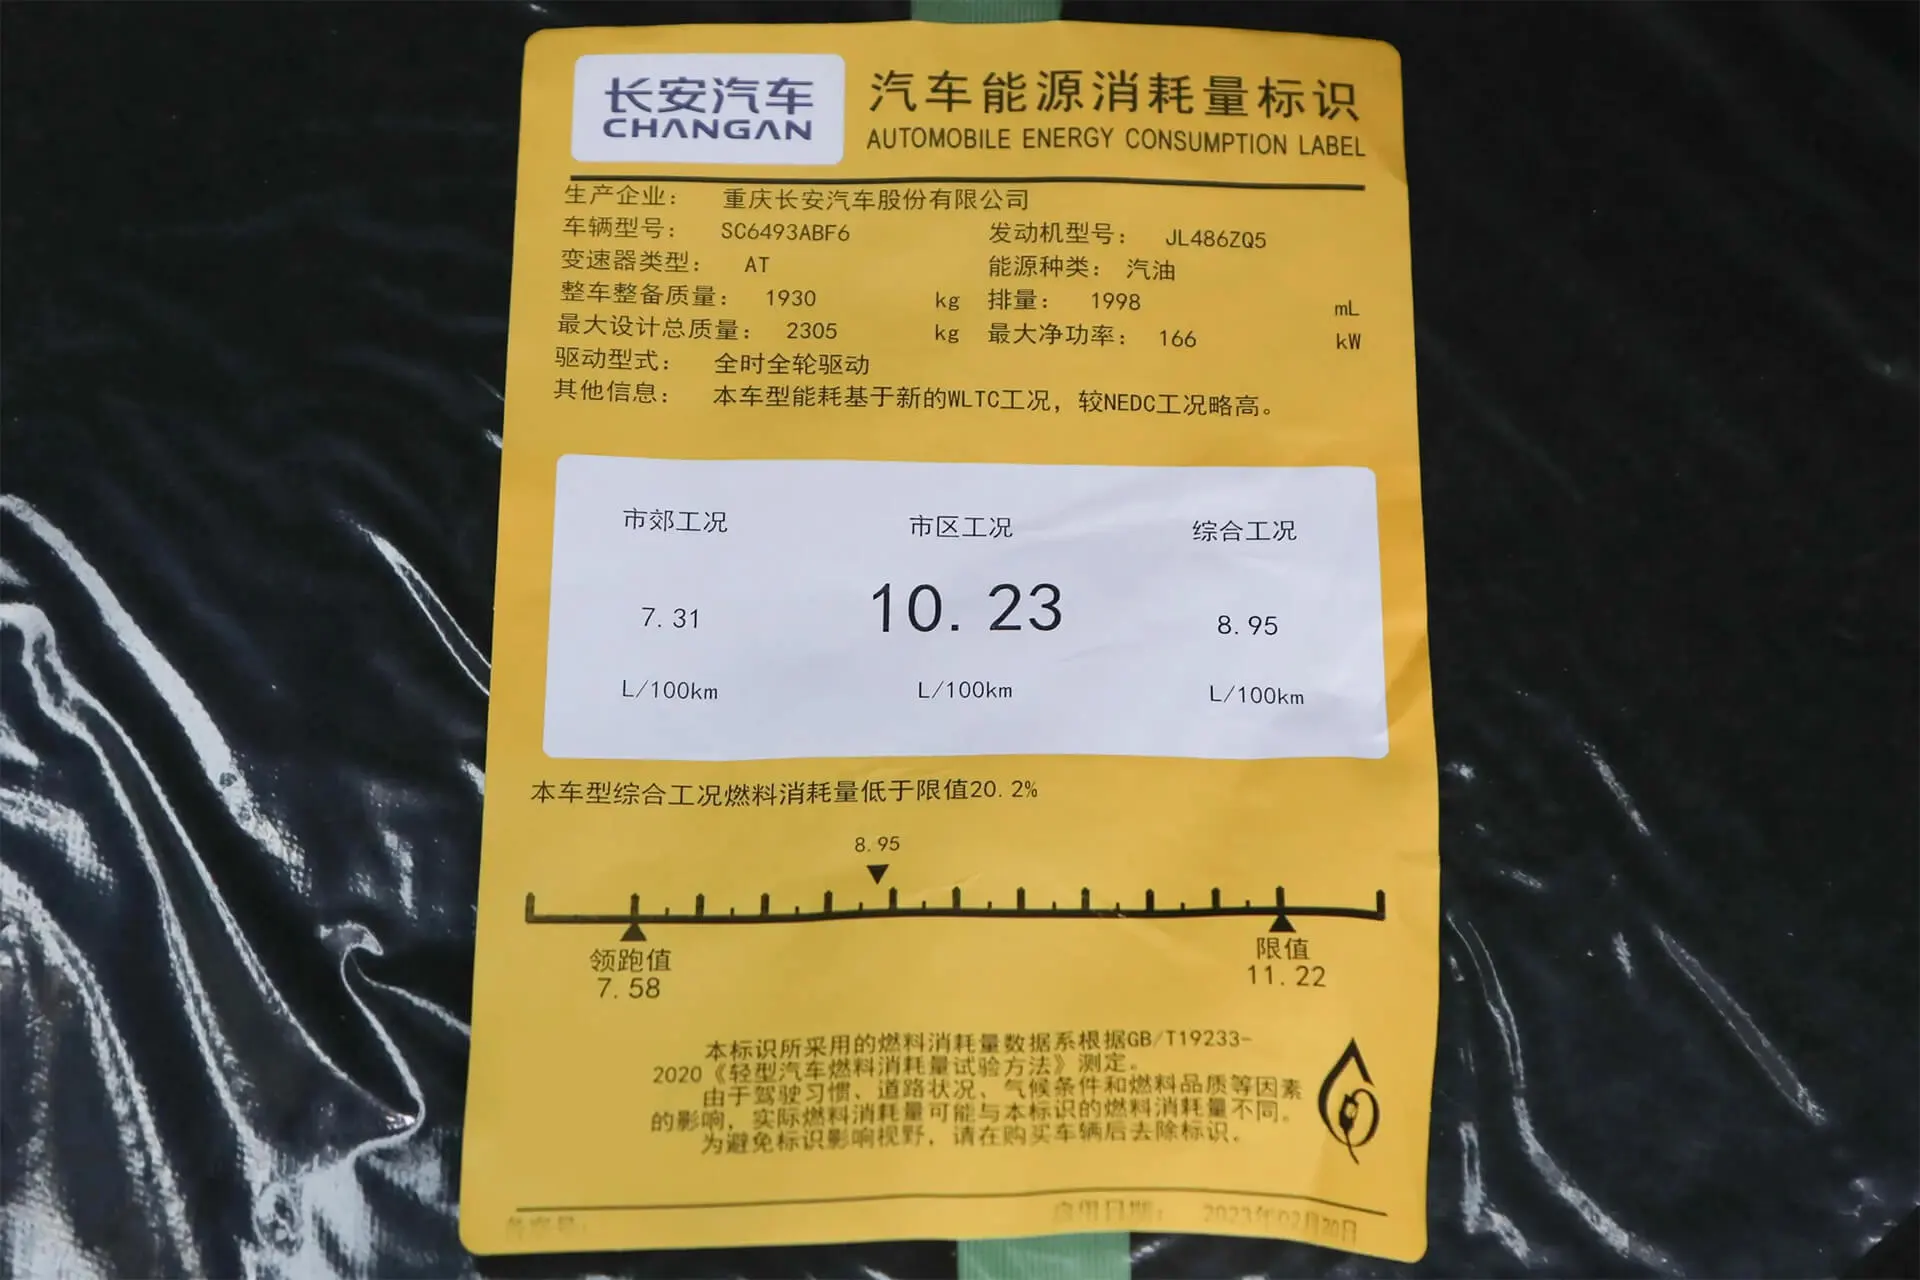 长安汽车
CHANGAN
汽车能源消耗量标识
AUTOMOBILE ENERGY CONSUMPTION LABEL
生产企业： 重庆长安汽车股份有限公司
车辆型号： SC6493ABF6 发动机型号： JL486ZQ5
变速器类型： AT 能源种类： 汽油
整车整备质量： 1930 kg 排量： 1998 mL
最大设计总质量： 2305 kg 最大净功率： 166 kW
驱动型式： 全时全轮驱动
其他信息： 本车型能耗基于新的WLTC工况，较NEDC工况略高。
市郊工况 市区工况 综合工况
7.31 10.23 8.95
L/100km L/100km L/100km
本车型综合工况燃料消耗量低于限值20.2%
8.95
领跑值 限值
7.58 11.22
本标识所采用的燃料消耗量数据系根据GB/T19233-
2020《轻型汽车燃料消耗量试验方法》测定。
由于驾驶习惯、道路状况、气候条件和燃料品质等因素
的影响，实际燃料消耗量可能与本标识的燃料消耗量不同。
为避免标识影响视野，请在购买车辆后去除标识。
备案号： 启用日期： 2023年02月20日